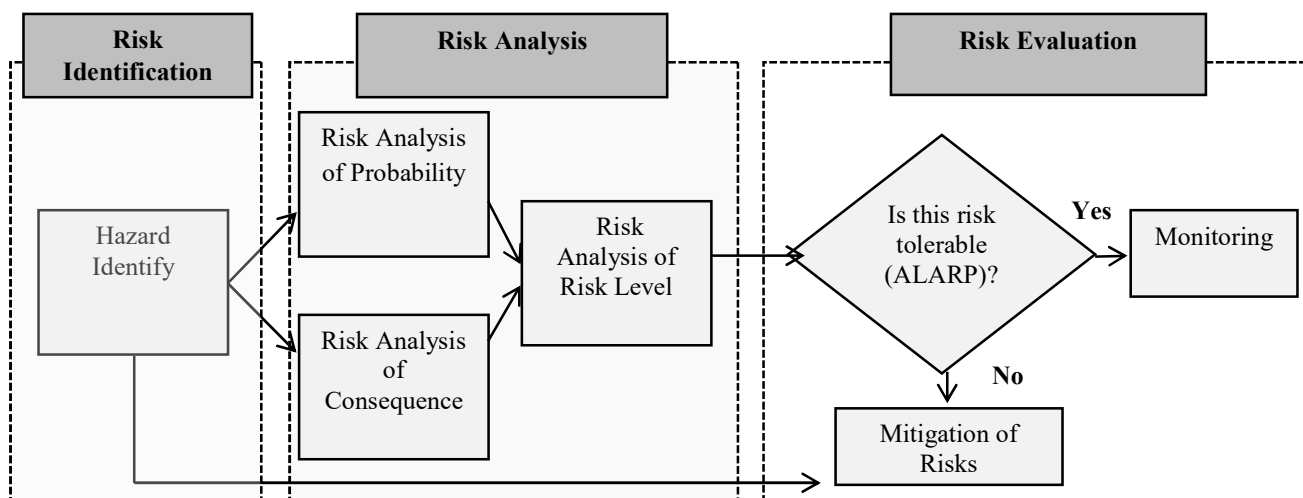 Risk
Identification
Risk Analysis
Risk Evaluation
Hazard
Identify
Risk Analysis
of Probability
Risk Analysis
of
Consequence
Risk
Analysis of
Risk Level
Is this risk
tolerable
(ALARP)?
Yes
Monitoring
No
Mitigation of
Risks